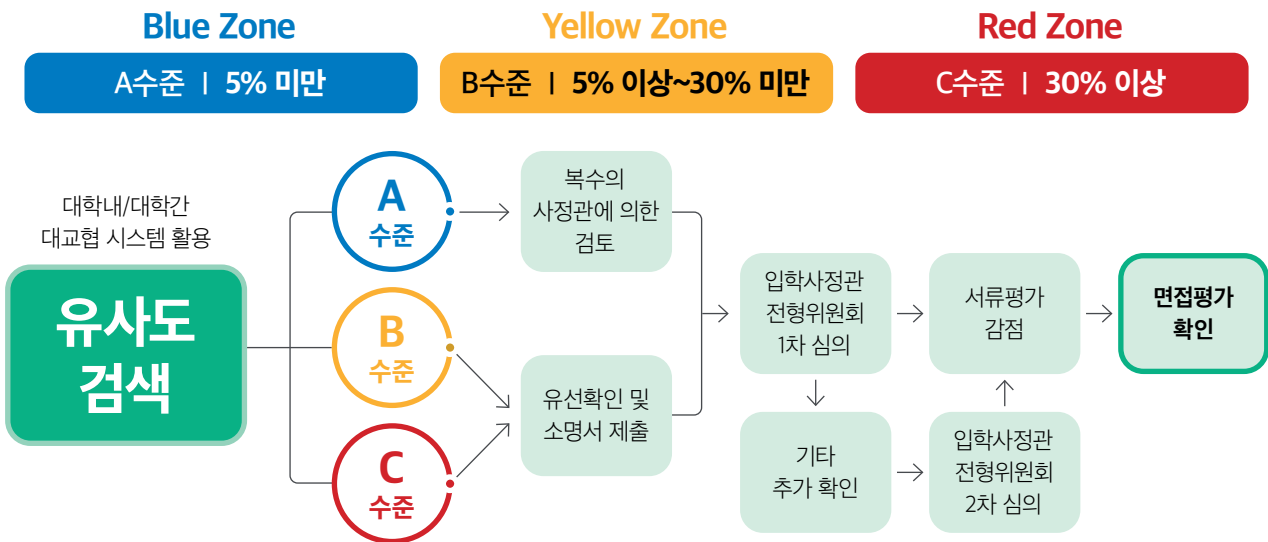 Blue Zone
A수준 | 5% 미만
Yellow Zone
B수준 | 5% 이상~30% 미만
Red Zone
C수준 | 30% 이상
대학내/대학간
대교협 시스템 활용
유사도
검색
A
수준
B
수준
C
수준
복수의
사정관에 의한
검토
유선확인 및
소명서 제출
입학사정관
전형위원회
1차 심의
기타
추가 확인
입학사정관
전형위원회
2차 심의
서류평가
감점
면접평가
확인